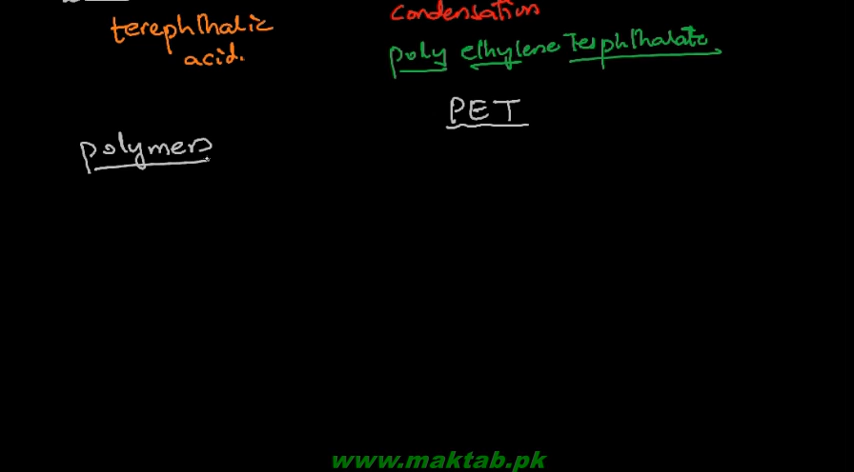 terephthalic
acid.
condensation
poly ethylene Terphthalate
PET
polymers
www.maktab.pk